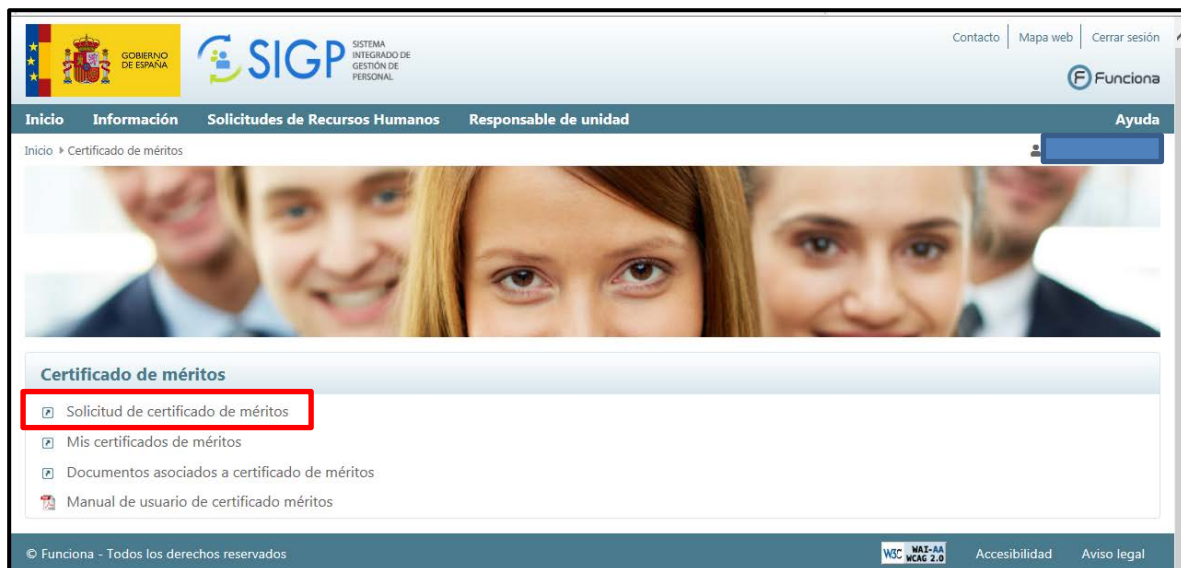 GOBIERNO
DE ESPAÑA
SIGP
SISTEMA
INTEGRADO DE
GESTIÓN DE
PERSONAL
Contacto | Mapa web | Cerrar sesión
F Funciona
Inicio Información Solicitudes de Recursos Humanos Responsable de unidad Ayuda
Inicio Certificado de méritos
Certificado de méritos
Solicitud de certificado de méritos
Mis certificados de méritos
Documentos asociados a certificado de méritos
Manual de usuario de certificado méritos
© Funciona - Todos los derechos reservados W3C WAI-AA WCAG 2.0 Accesibilidad Aviso legal